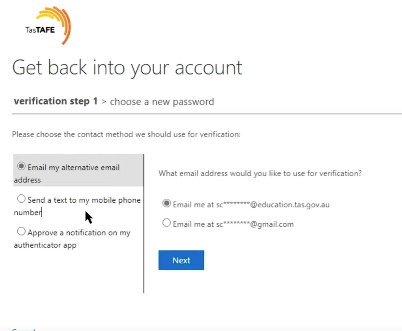 TasTAFE
Get back into your account
verification step 1 > choose a new password
Please choose the contact method we should use for verification:
Email my alternative email
address
What email address would you like to use for verification?
Send a text to my mobile phone
number
Email me at sc********@education.tas.gov.au
Email me at sc********@gmail.com
Approve a notification on my
authenticator app
Next